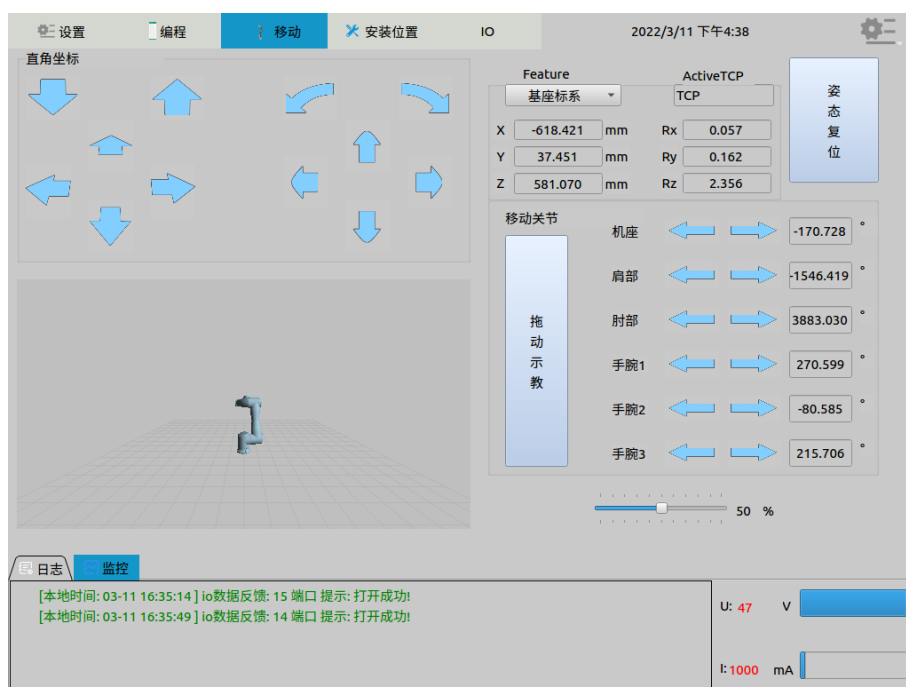 设置 编程 移动 安装位置 IO 2022/3/11 下午4:38
直角坐标
Feature ActiveTCP
基座标系 TCP
X -618.421 mm Rx 0.057
Y 37.451 mm Ry 0.162
Z 581.070 mm Rz 2.356
姿
态
复
位
移动关节
机座 -170.728 °
肩部 -1546.419 °
肘部 3883.030 °
手腕1 270.599 °
手腕2 -80.585 °
手腕3 215.706 °
拖
动
示
教
50 %
日志 监控
[本地时间: 03-11 16:35:14 ] io数据反馈: 15 端口 提示: 打开成功!
[本地时间: 03-11 16:35:49 ] io数据反馈: 14 端口 提示: 打开成功!
U: 47 V
I: 1000 mA